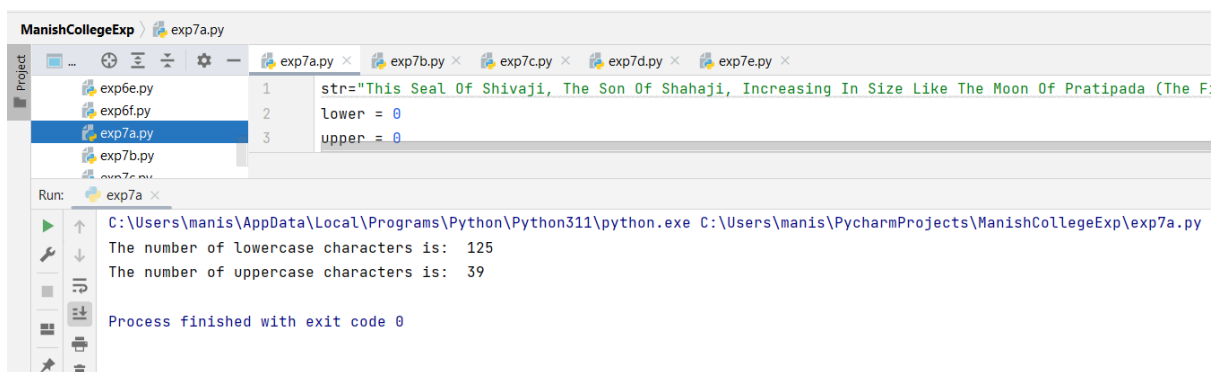 ManishCollegeExp exp7a.py
Project
... exp7a.py exp7b.py exp7c.py exp7d.py exp7e.py
exp6e.py
exp6f.py
exp7a.py
exp7b.py
exp7c.py
1 str="This Seal Of Shivaji, The Son Of Shahaji, Increasing In Size Like The Moon Of Pratipada (The Fi
2 lower = 0
3 upper = 0
Run: exp7a
C:\Users\manis\AppData\Local\Programs\Python\Python311\python.exe C:\Users\manis\PycharmProjects\ManishCollegeExp\exp7a.py
The number of lowercase characters is: 125
The number of uppercase characters is: 39
Process finished with exit code 0